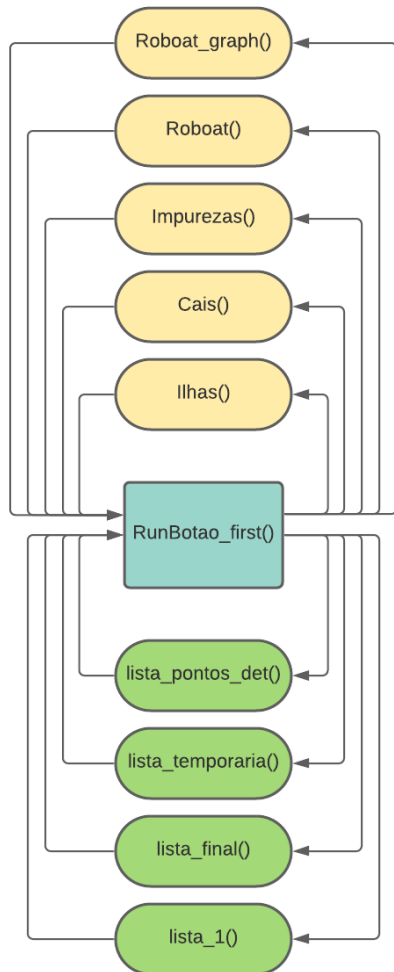 Roboat_graph()
Roboat()
Impurezas()
Cais()
Ilhas()
RunBotao_first()
lista_pontos_det()
lista_temporaria()
lista_final()
lista_1()